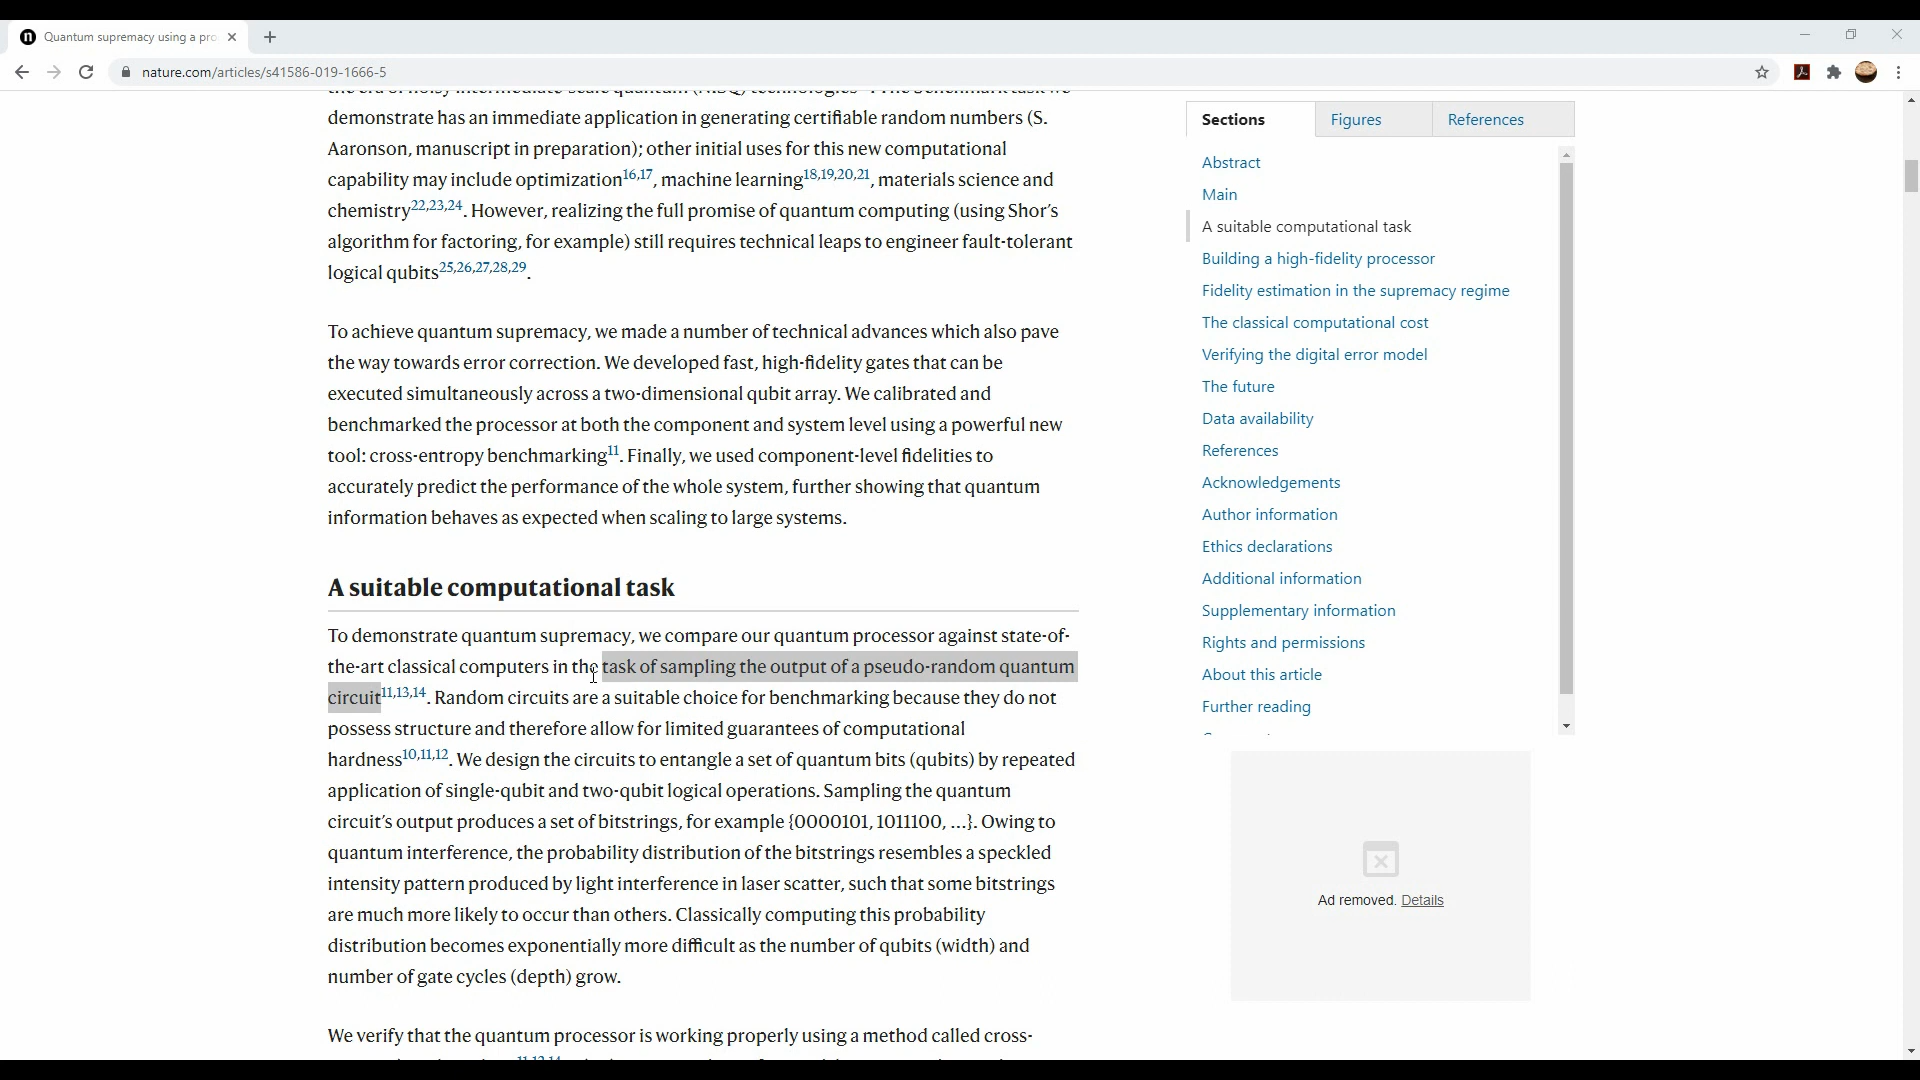 Quantum supremacy using a pro
nature.com/articles/s41586-019-1666-5
demonstrate has an immediate application in generating certifiable random numbers (S.
Aaronson, manuscript in preparation); other initial uses for this new computational
capability may include optimization16,17, machine learning18,19,20,21, materials science and
chemistry22,23,24. However, realizing the full promise of quantum computing (using Shor’s
algorithm for factoring, for example) still requires technical leaps to engineer fault-tolerant
logical qubits25,26,27,28,29.
To achieve quantum supremacy, we made a number of technical advances which also pave
the way towards error correction. We developed fast, high-fidelity gates that can be
executed simultaneously across a two-dimensional qubit array. We calibrated and
benchmarked the processor at both the component and system level using a powerful new
tool: cross-entropy benchmarking11. Finally, we used component-level fidelities to
accurately predict the performance of the whole system, further showing that quantum
information behaves as expected when scaling to large systems.
A suitable computational task
To demonstrate quantum supremacy, we compare our quantum processor against state-of-
the-art classical computers in the task of sampling the output of a pseudo-random quantum
circuit11,13,14. Random circuits are a suitable choice for benchmarking because they do not
possess structure and therefore allow for limited guarantees of computational
hardness10,11,12. We design the circuits to entangle a set of quantum bits (qubits) by repeated
application of single-qubit and two-qubit logical operations. Sampling the quantum
circuit’s output produces a set of bitstrings, for example {0000101, 1011100, …}. Owing to
quantum interference, the probability distribution of the bitstrings resembles a speckled
intensity pattern produced by light interference in laser scatter, such that some bitstrings
are much more likely to occur than others. Classically computing this probability
distribution becomes exponentially more difficult as the number of qubits (width) and
number of gate cycles (depth) grow.
We verify that the quantum processor is working properly using a method called cross-
Sections
Figures
References
Abstract
Main
A suitable computational task
Building a high-fidelity processor
Fidelity estimation in the supremacy regime
The classical computational cost
Verifying the digital error model
The future
Data availability
References
Acknowledgements
Author information
Ethics declarations
Additional information
Supplementary information
Rights and permissions
About this article
Further reading
Ad removed. Details